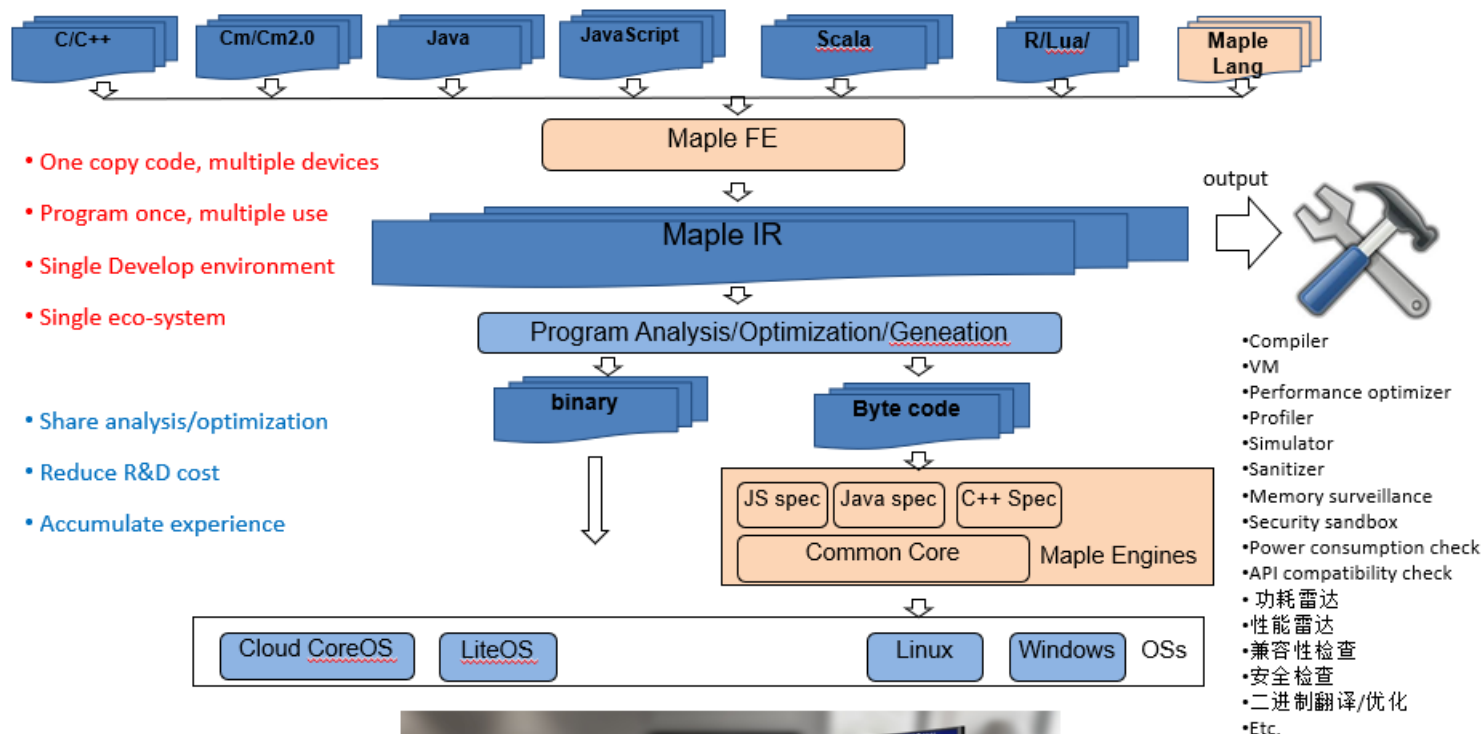 C/C++
Cm/Cm2.0
Java
JavaScript
Scala
R/Lua/
Maple
Lang
Maple FE
• One copy code, multiple devices
• Program once, multiple use
• Single Develop environment
• Single eco-system
output
Maple IR
Program Analysis/Optimization/Geneation
binary
Byte code
• Share analysis/optimization
• Reduce R&D cost
• Accumulate experience
JS spec
Java spec
C++ Spec
Common Core
Maple Engines
Cloud CoreOS
LiteOS
Linux
Windows
OSs
•Compiler
•VM
•Performance optimizer
•Profiler
•Simulator
•Sanitizer
•Memory surveillance
•Security sandbox
•Power consumption check
•API compatibility check
• 功耗雷达
•性能雷达
•兼容性检查
•安全检查
•二进制翻译/优化
•Etc.